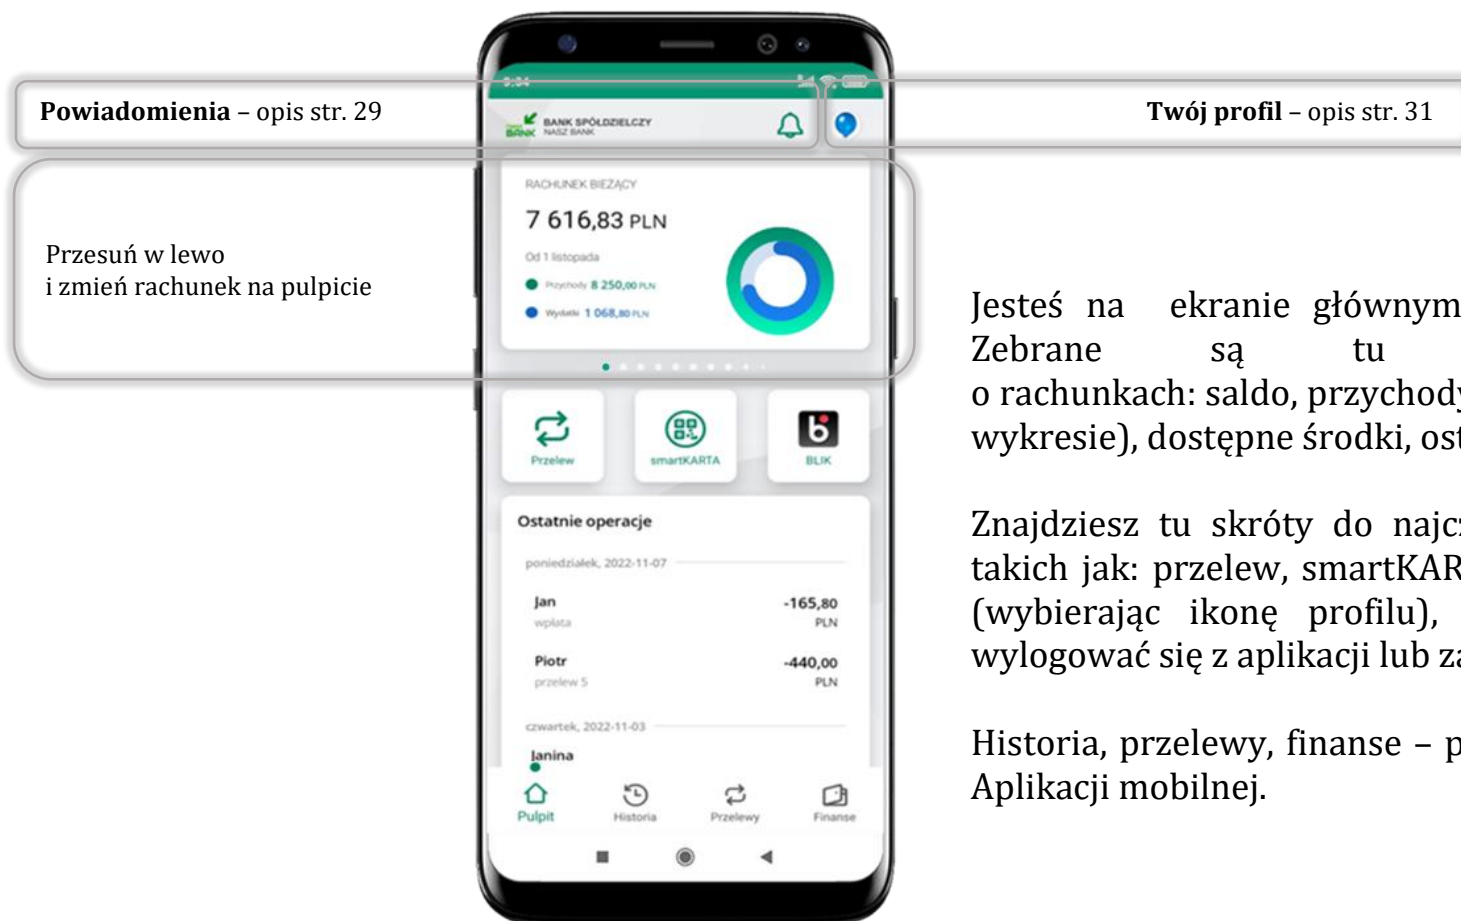 Powiadomienia – opis str. 29
Twój profil – opis str. 31
Przesuń w lewo
i zmień rachunek na pulpicie
9:04
BANK
BANK SPÓŁDZIELCZY
NASZ BANK
RACHUNEK BIEŻĄCY
7 616,83 PLN
Od 1 listopada
Przychody 8 250,00 PLN
Wydatki 1 068,80 PLN
Przelew
smartKARTA
BLIK
Ostatnie operacje
poniedziałek, 2022-11-07
Jan -165,80
wpłata PLN
Piotr -440,00
przelew 5 PLN
czwartek, 2022-11-03
Janina
Pulpit Historia Przelewy Finanse
Jesteś na ekranie głównym
Zebrane są tu
o rachunkach: saldo, przychody
wykresie), dostępne środki, ost
Znajdziesz tu skróty do najcz
takich jak: przelew, smartKAR
(wybierając ikonę profilu),
wylogować się z aplikacji lub za
Historia, przelewy, finanse – p
Aplikacji mobilnej.